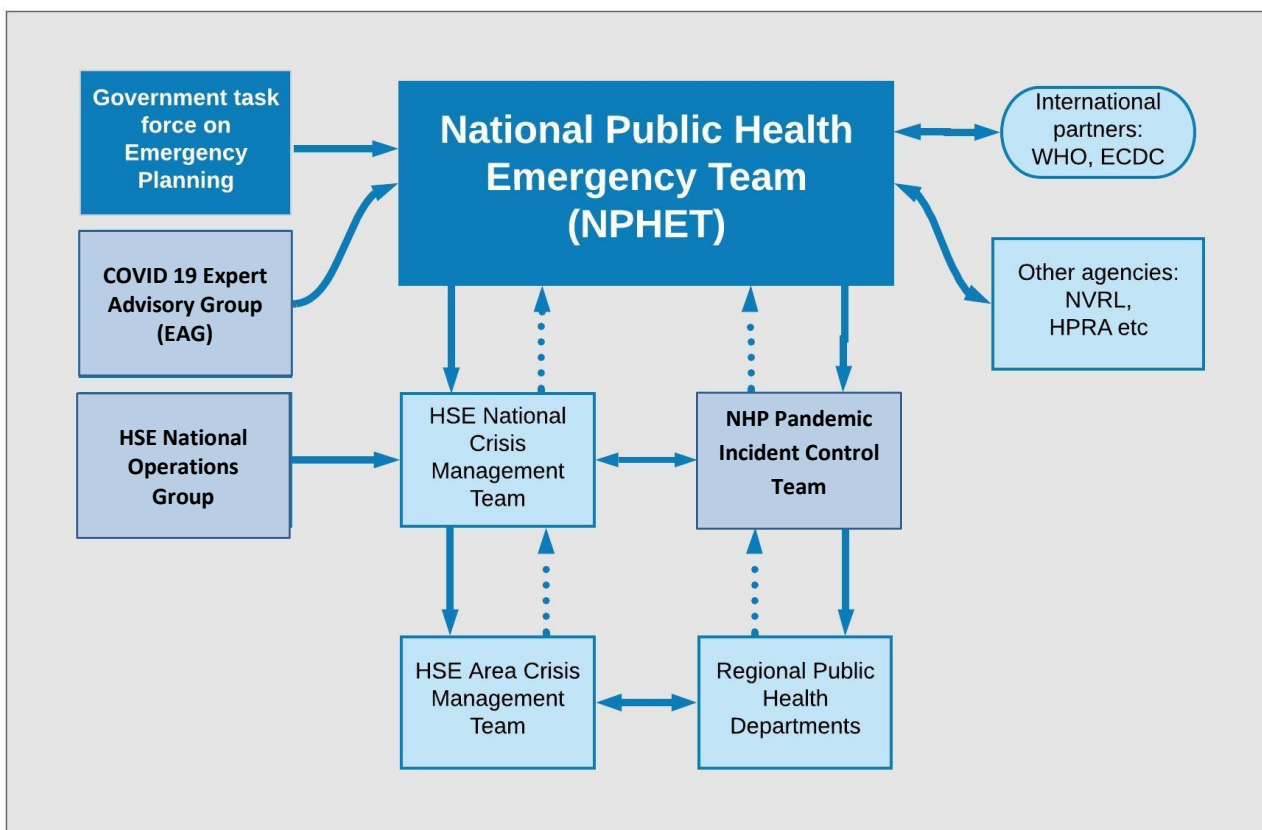 Government task
force on
Emergency
Planning
National Public Health
Emergency Team
(NPHET)
International
partners:
WHO, ECDC
COVID 19 Expert
Advisory Group
(EAG)
Other agencies:
NVRL,
HPRA etc
HSE National
Operations
Group
HSE National
Crisis
Management
Team
NHP Pandemic
Incident Control
Team
HSE Area Crisis
Management
Team
Regional Public
Health
Departments